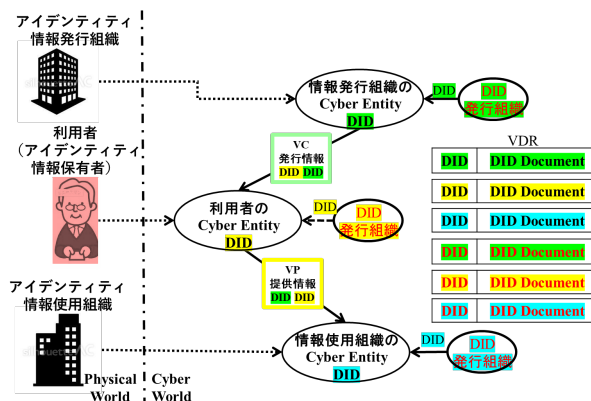 アイデンティティ
情報発行組織
利用者
(アイデンティティ
情報保有者)
アイデンティティ
情報使用組織
Physical
World
Cyber
World
情報発行組織の
Cyber Entity
DID
DID
DID
発行組織
VC
発行情報
DID DID
利用者の
Cyber Entity
DID
DID
DID
発行組織
VP
提供情報
DID DID
情報使用組織の
Cyber Entity
DID
DID
DID
発行組織
VDR
DID DID Document
DID DID Document
DID DID Document
DID DID Document
DID DID Document
DID DID Document